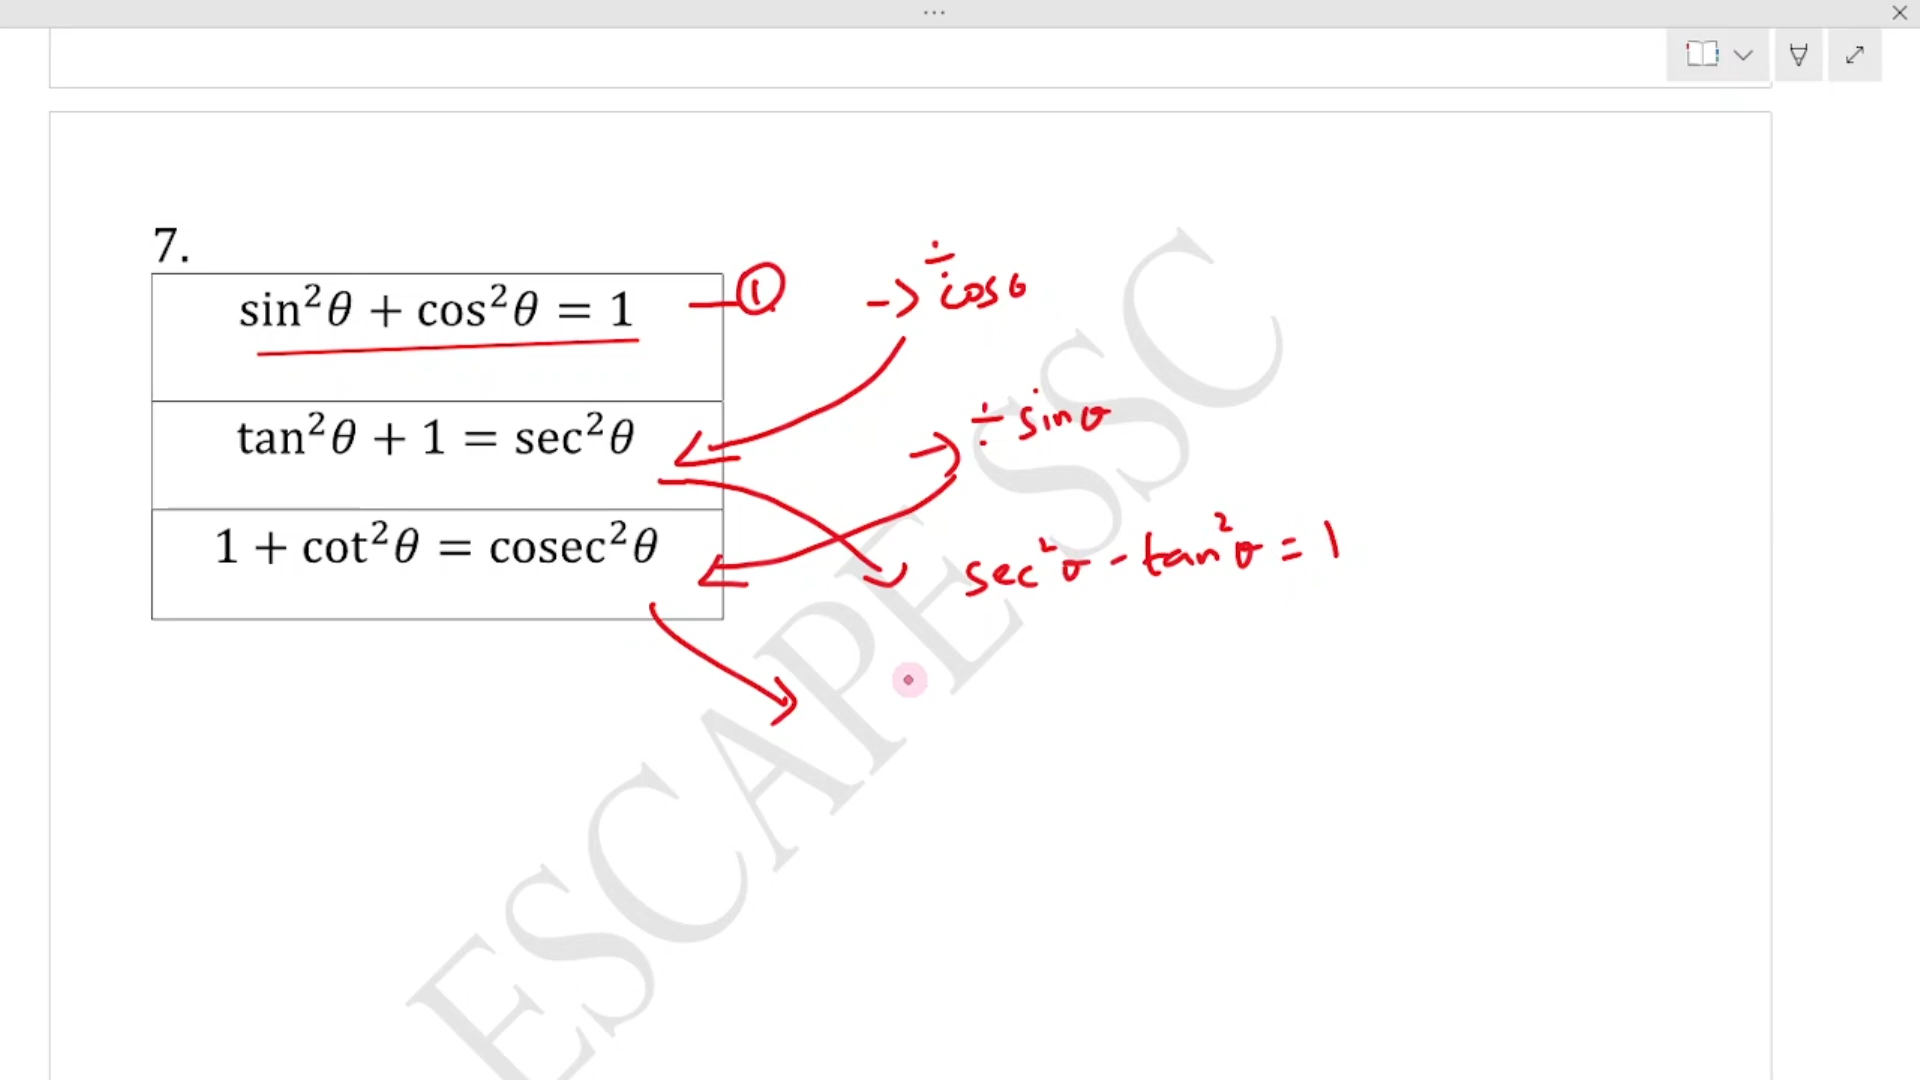 7.
sin²θ + cos²θ = 1 — ①
→ ÷ cosθ
tan²θ + 1 = sec²θ
→ ÷ sinθ
1 + cot²θ = cosec²θ
sec²θ - tan²θ = 1
ESCAPE SSC